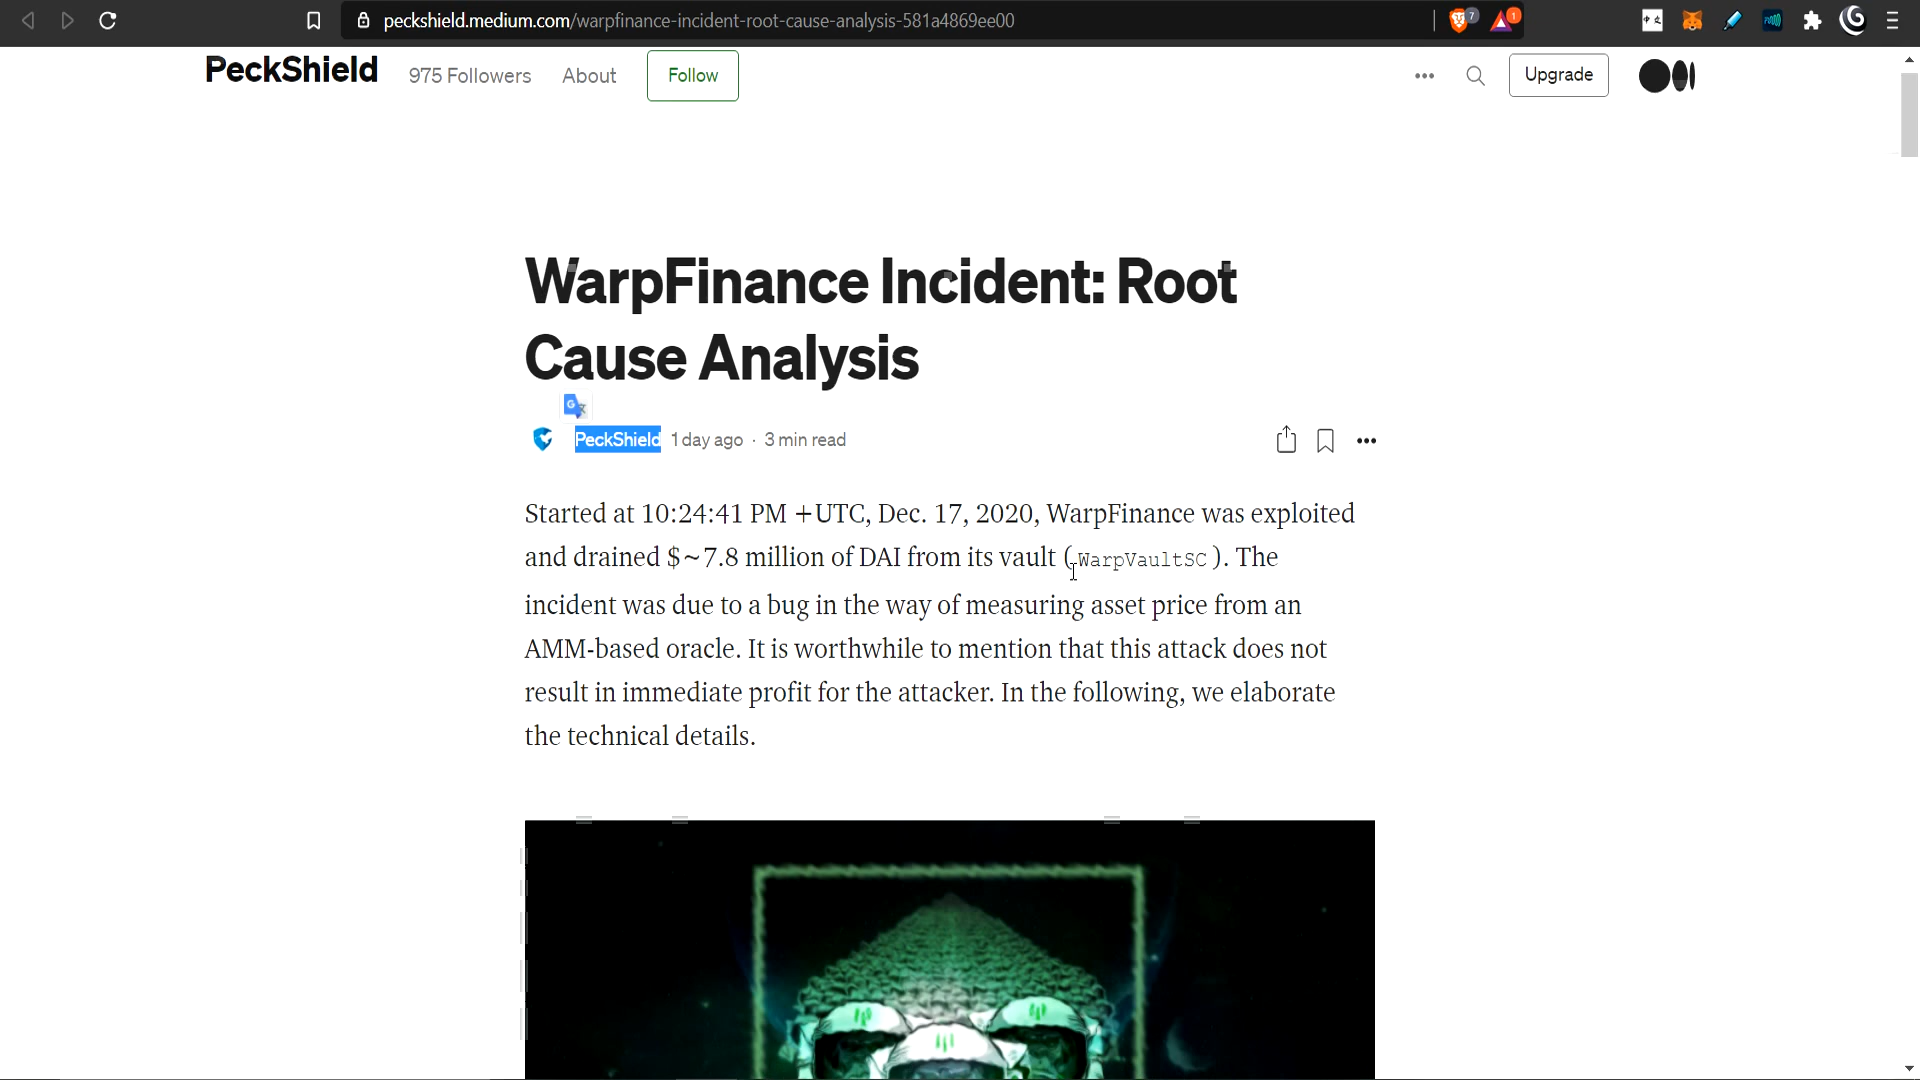 peckshield.medium.com/warpfinance-incident-root-cause-analysis-581a4869ee00
7
1
PeckShield
975 Followers
About
Follow
Upgrade
WarpFinance Incident: Root
Cause Analysis
PeckShield 1 day ago · 3 min read
Started at 10:24:41 PM +UTC, Dec. 17, 2020, WarpFinance was exploited
and drained $~7.8 million of DAI from its vault (WarpVaultSC). The
incident was due to a bug in the way of measuring asset price from an
AMM-based oracle. It is worthwhile to mention that this attack does not
result in immediate profit for the attacker. In the following, we elaborate
the technical details.